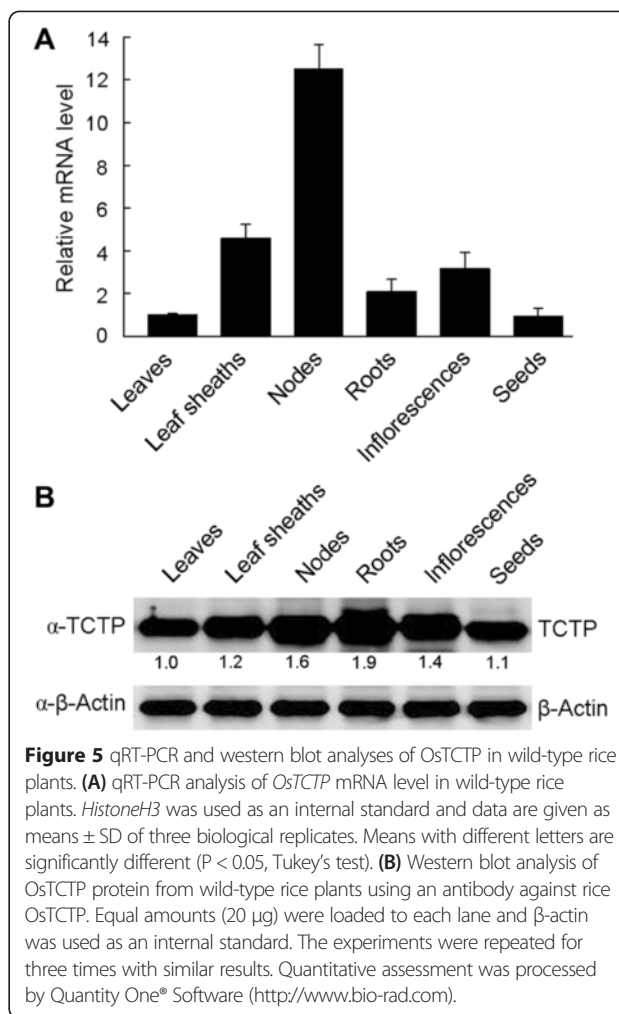 A
14
12
10
8
6
4
2
0
Relative mRNA level
Leaves
Leaf sheaths
Nodes
Roots
Inflorescences
Seeds
B
Leaves
Leaf sheaths
Nodes
Roots
Inflorescences
Seeds
α-TCTP
TCTP
1.0 1.2 1.6 1.9 1.4 1.1
α-β-Actin
β-Actin
Figure 5 qRT-PCR and western blot analyses of OsTCTP in wild-type rice
plants. (A) qRT-PCR analysis of OsTCTP mRNA level in wild-type rice
plants. HistoneH3 was used as an internal standard and data are given as
means ± SD of three biological replicates. Means with different letters are
significantly different (P < 0.05, Tukey's test). (B) Western blot analysis of
OsTCTP protein from wild-type rice plants using an antibody against rice
OsTCTP. Equal amounts (20 μg) were loaded to each lane and β-actin
was used as an internal standard. The experiments were repeated for
three times with similar results. Quantitative assessment was processed
by Quantity One® Software (http://www.bio-rad.com).